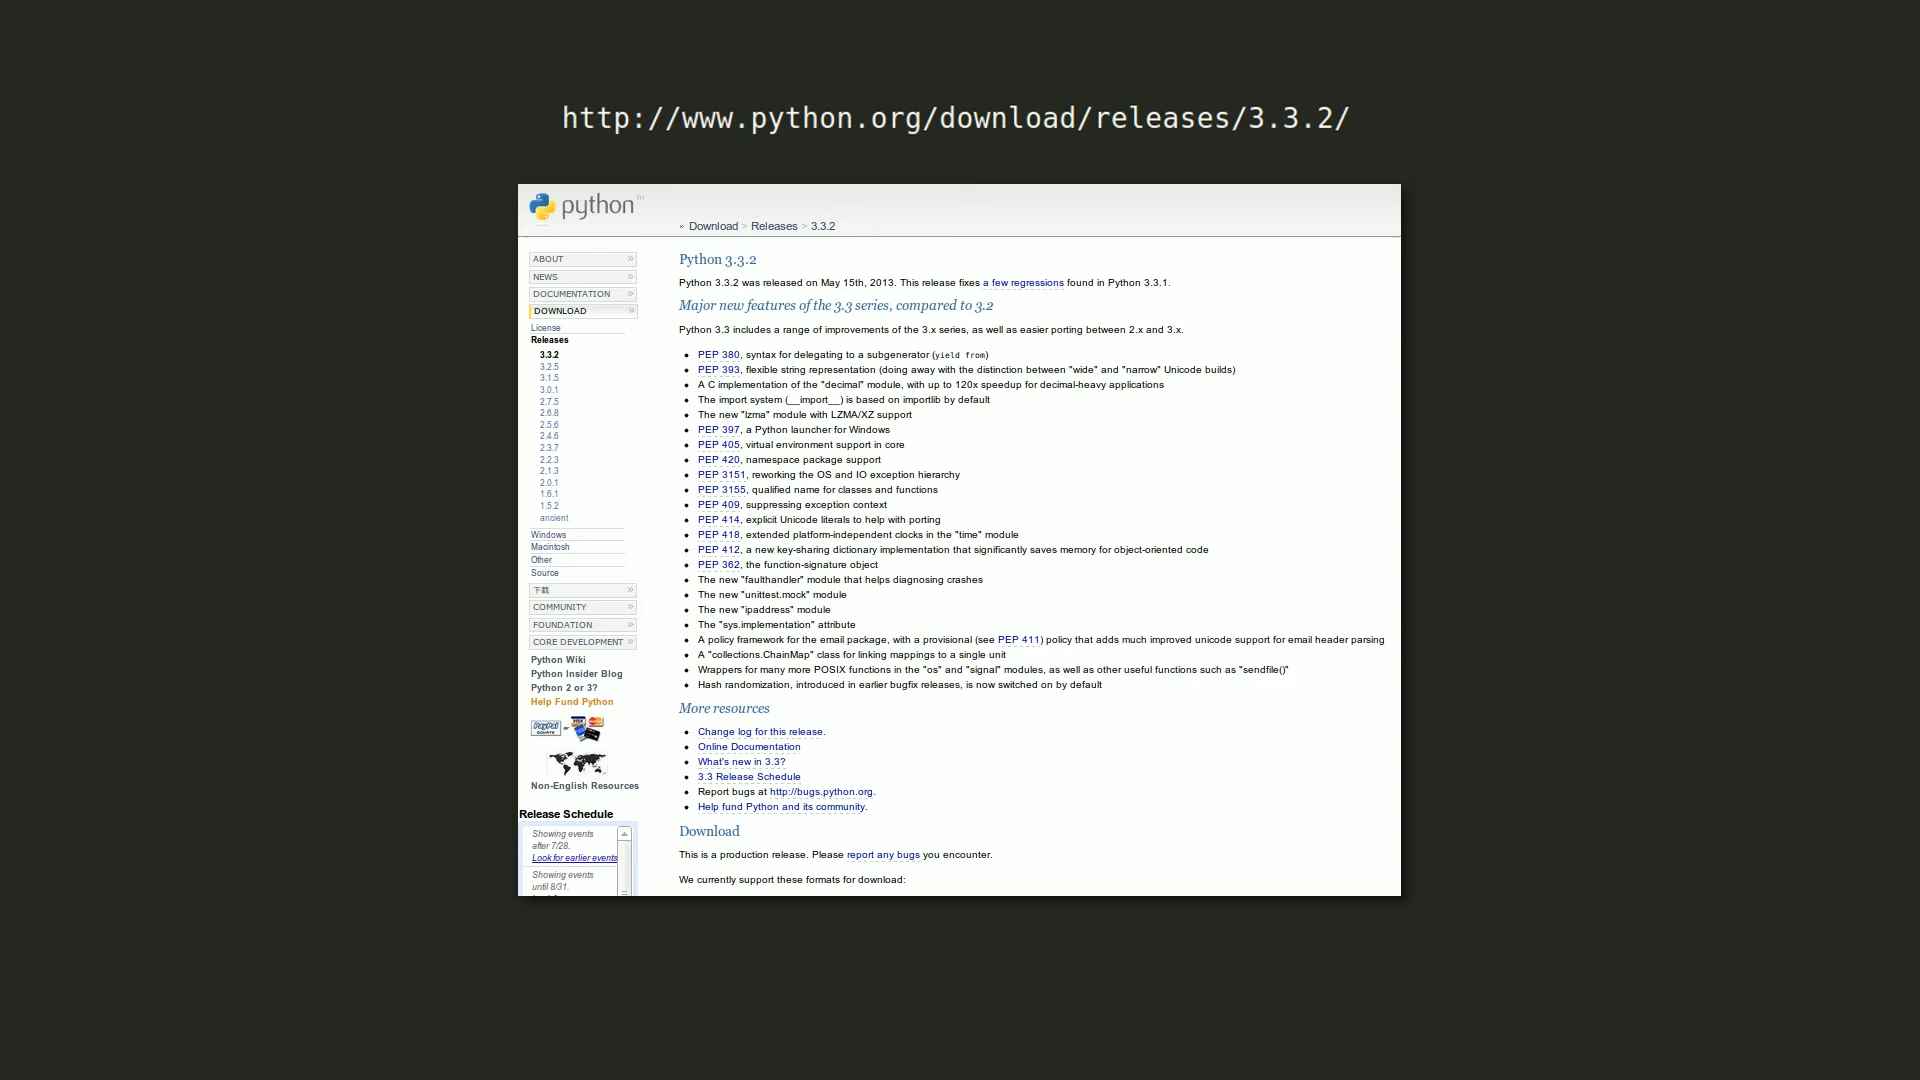 http://www.python.org/download/releases/3.3.2/
python™
» Download > Releases > 3.3.2
ABOUT »
NEWS »
DOCUMENTATION »
DOWNLOAD »
License
Releases
3.3.2
3.2.5
3.1.5
3.0.1
2.7.5
2.6.8
2.5.6
2.4.6
2.3.7
2.2.3
2.1.3
2.0.1
1.6.1
1.5.2
ancient
Windows
Macintosh
Other
Source
下载 »
COMMUNITY »
FOUNDATION »
CORE DEVELOPMENT »
Python Wiki
Python Insider Blog
Python 2 or 3?
Help Fund Python
PayPal DONATE or VISA
Non-English Resources
Release Schedule
Showing events
after 7/28.
Look for earlier events
Showing events
until 8/31.
Python 3.3.2
Python 3.3.2 was released on May 15th, 2013. This release fixes a few regressions found in Python 3.3.1.
Major new features of the 3.3 series, compared to 3.2
Python 3.3 includes a range of improvements of the 3.x series, as well as easier porting between 2.x and 3.x.
• PEP 380, syntax for delegating to a subgenerator (yield from)
• PEP 393, flexible string representation (doing away with the distinction between "wide" and "narrow" Unicode builds)
• A C implementation of the "decimal" module, with up to 120x speedup for decimal-heavy applications
• The import system (__import__) is based on importlib by default
• The new "lzma" module with LZMA/XZ support
• PEP 397, a Python launcher for Windows
• PEP 405, virtual environment support in core
• PEP 420, namespace package support
• PEP 3151, reworking the OS and IO exception hierarchy
• PEP 3155, qualified name for classes and functions
• PEP 409, suppressing exception context
• PEP 414, explicit Unicode literals to help with porting
• PEP 418, extended platform-independent clocks in the "time" module
• PEP 412, a new key-sharing dictionary implementation that significantly saves memory for object-oriented code
• PEP 362, the function-signature object
• The new "faulthandler" module that helps diagnosing crashes
• The new "unittest.mock" module
• The new "ipaddress" module
• The "sys.implementation" attribute
• A policy framework for the email package, with a provisional (see PEP 411) policy that adds much improved unicode support for email header parsing
• A "collections.ChainMap" class for linking mappings to a single unit
• Wrappers for many more POSIX functions in the "os" and "signal" modules, as well as other useful functions such as "sendfile()"
• Hash randomization, introduced in earlier bugfix releases, is now switched on by default
More resources
• Change log for this release.
• Online Documentation
• What's new in 3.3?
• 3.3 Release Schedule
• Report bugs at http://bugs.python.org.
• Help fund Python and its community.
Download
This is a production release. Please report any bugs you encounter.
We currently support these formats for download: